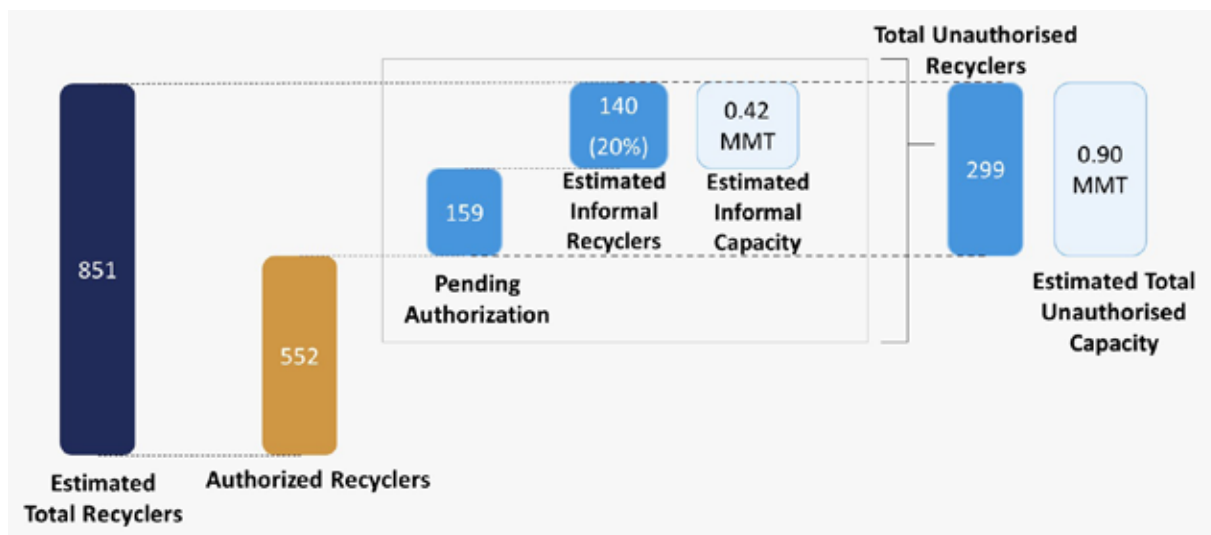 Total Unauthorised
Recyclers
140
(20%)
0.42
MMT
Estimated
Informal
Recyclers
Estimated
Informal
Capacity
159
Pending
Authorization
299
0.90
MMT
Estimated Total
Unauthorised
Capacity
851
552
Estimated
Total Recyclers
Authorized Recyclers